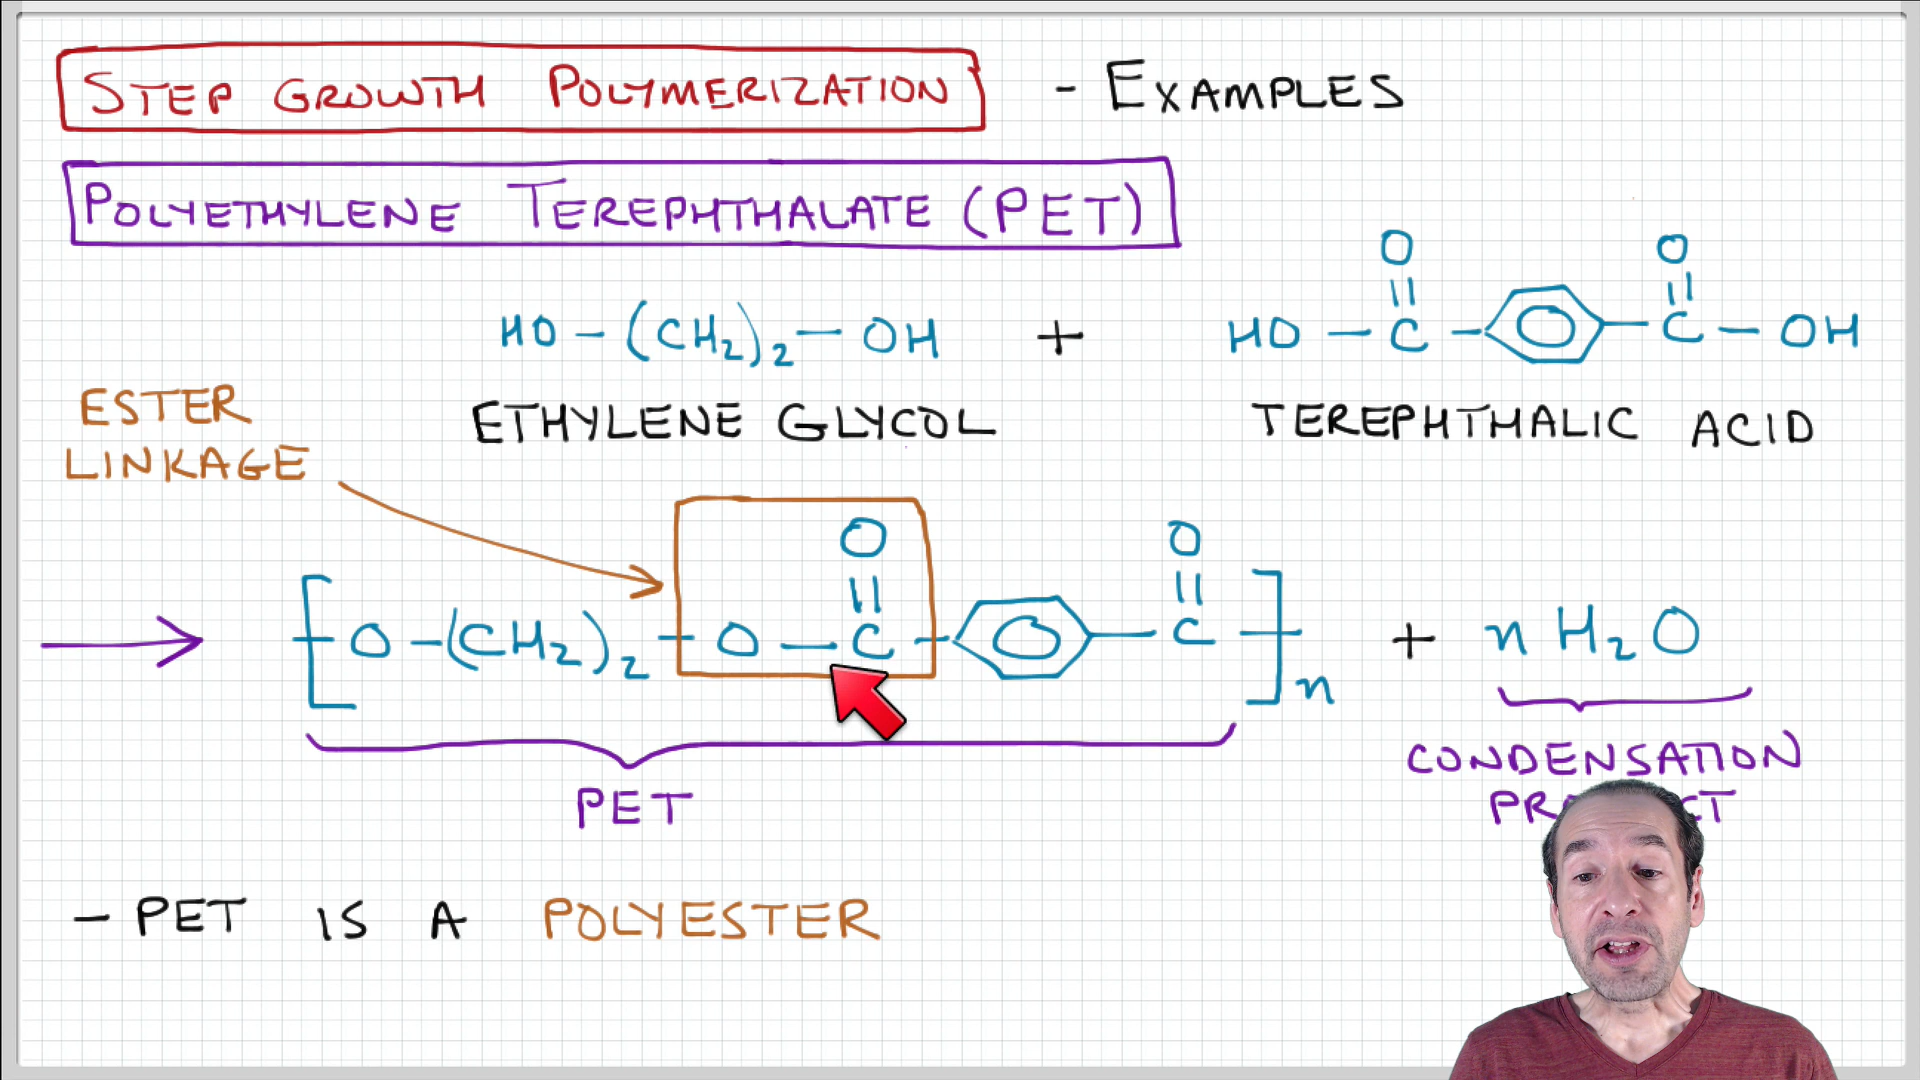 STEP GROWTH POLYMERIZATION - EXAMPLES
POLYETHYLENE TEREPHTHALATE (PET)
O O
|| ||
HO - (CH2)2 - OH + HO - C - - C - OH
ETHYLENE GLYCOL TEREPHTHALIC ACID
ESTER
LINKAGE
O O
|| ||
[ - O - (CH2)2 - O - C - - C - ]n + n H2O
PET
CONDENSATION
- PET IS A POLYESTER